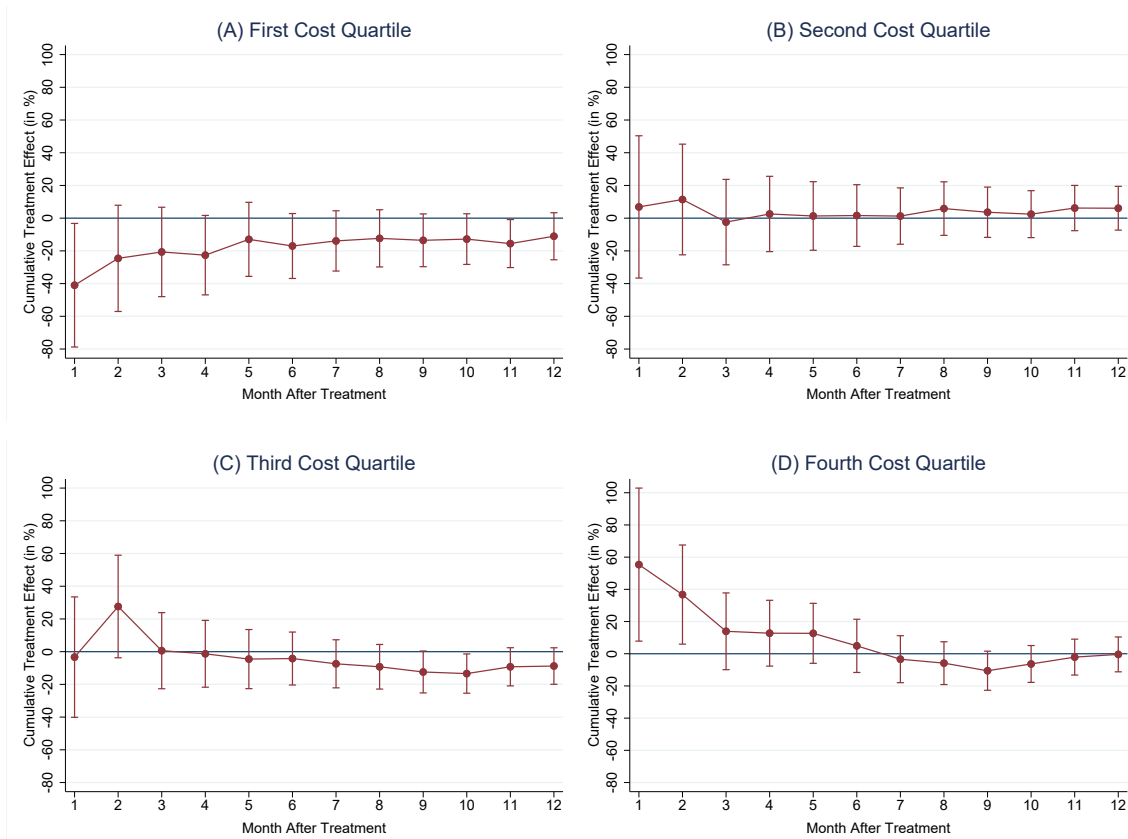 (A) First Cost Quartile
Cumulative Treatment Effect (in %)
100
80
60
40
20
0
-20
-40
-60
-80
1 2 3 4 5 6 7 8 9 10 11 12
Month After Treatment
(B) Second Cost Quartile
Cumulative Treatment Effect (in %)
100
80
60
40
20
0
-20
-40
-60
-80
1 2 3 4 5 6 7 8 9 10 11 12
Month After Treatment
(C) Third Cost Quartile
Cumulative Treatment Effect (in %)
100
80
60
40
20
0
-20
-40
-60
-80
1 2 3 4 5 6 7 8 9 10 11 12
Month After Treatment
(D) Fourth Cost Quartile
Cumulative Treatment Effect (in %)
100
80
60
40
20
0
-20
-40
-60
-80
1 2 3 4 5 6 7 8 9 10 11 12
Month After Treatment